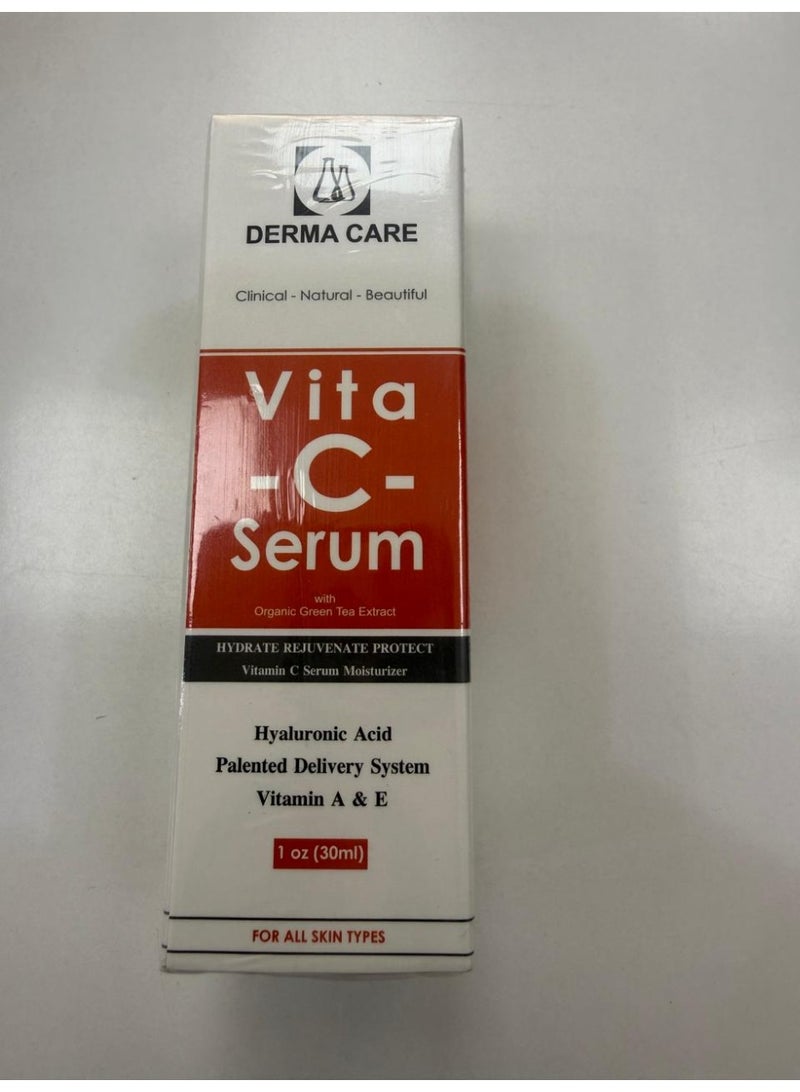 DERMA CARE
Clinical - Natural - Beautiful
Vita
-C-
Serum
with
Organic Green Tea Extract
HYDRATE REJUVENATE PROTECT
Vitamin C Serum Moisturizer
Hyaluronic Acid
Palented Delivery System
Vitamin A & E
1 oz (30ml)
FOR ALL SKIN TYPES